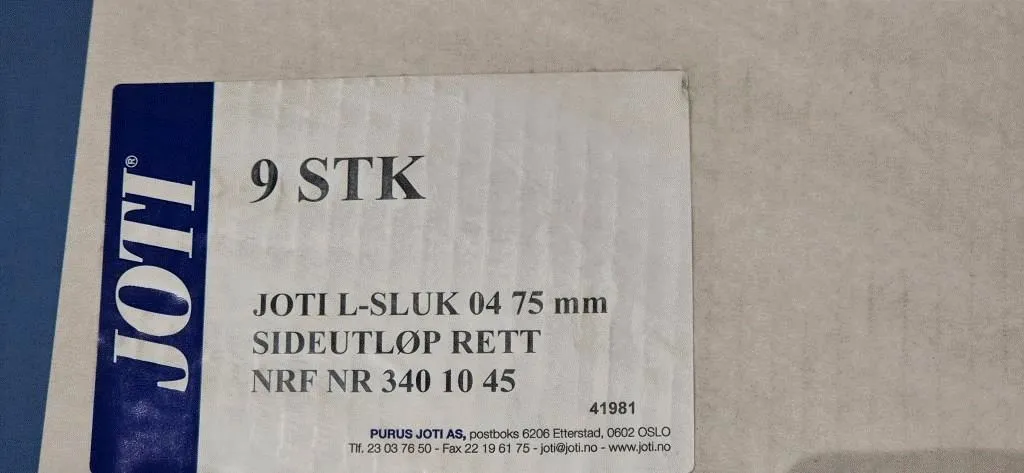 JOTI®
9 STK
JOTI L-SLUK 04 75 mm
SIDEUTLØP RETT
NRF NR 340 10 45
41981
PURUS JOTI AS, postboks 6206 Etterstad, 0602 OSLO
Tlf. 23 03 76 50 - Fax 22 19 61 75 - joti@joti.no - www.joti.no